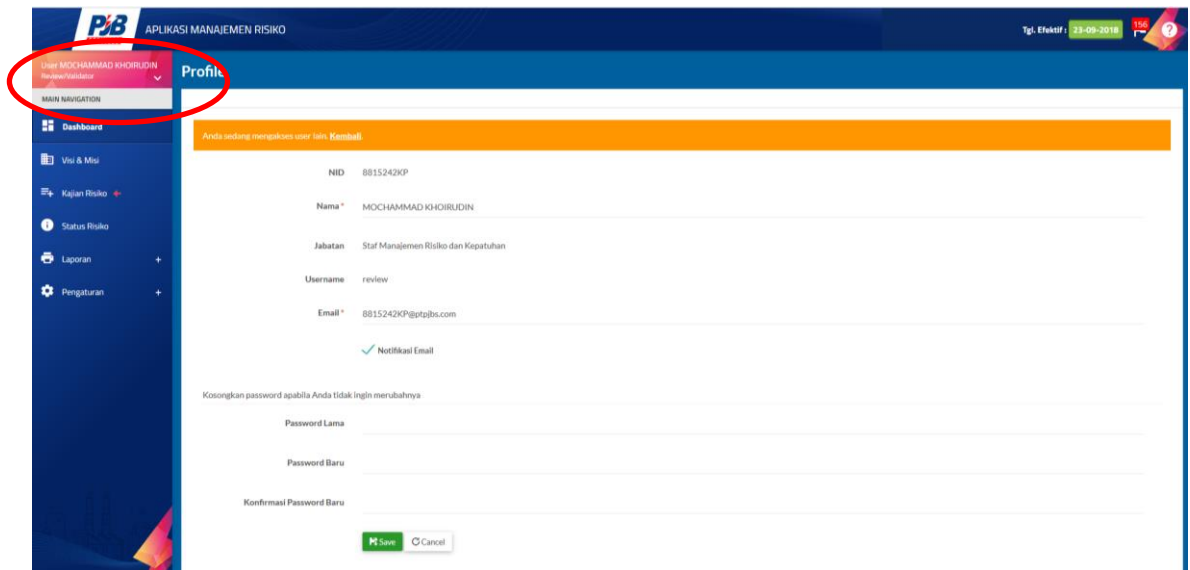 PJB APLIKASI MANAJEMEN RISIKO
Tgl. Efektif : 23-09-2018 156 ?
User MOCHAMMAD KHOIRUDIN
Review/Validator
Profile
MAIN NAVIGATION
Dashboard
Visi & Misi
Kajian Risiko
Status Risiko
Laporan +
Pengaturan +
Anda sedang mengakses user lain. Kembali.
NID 8815242KP
Nama * MOCHAMMAD KHOIRUDIN
Jabatan Staf Manajemen Risiko dan Kepatuhan
Username review
Email * 8815242KP@ptpjbs.com
Notifikasi Email
Kosongkan password apabila Anda tidak ingin merubahnya
Password Lama
Password Baru
Konfirmasi Password Baru
Save Cancel